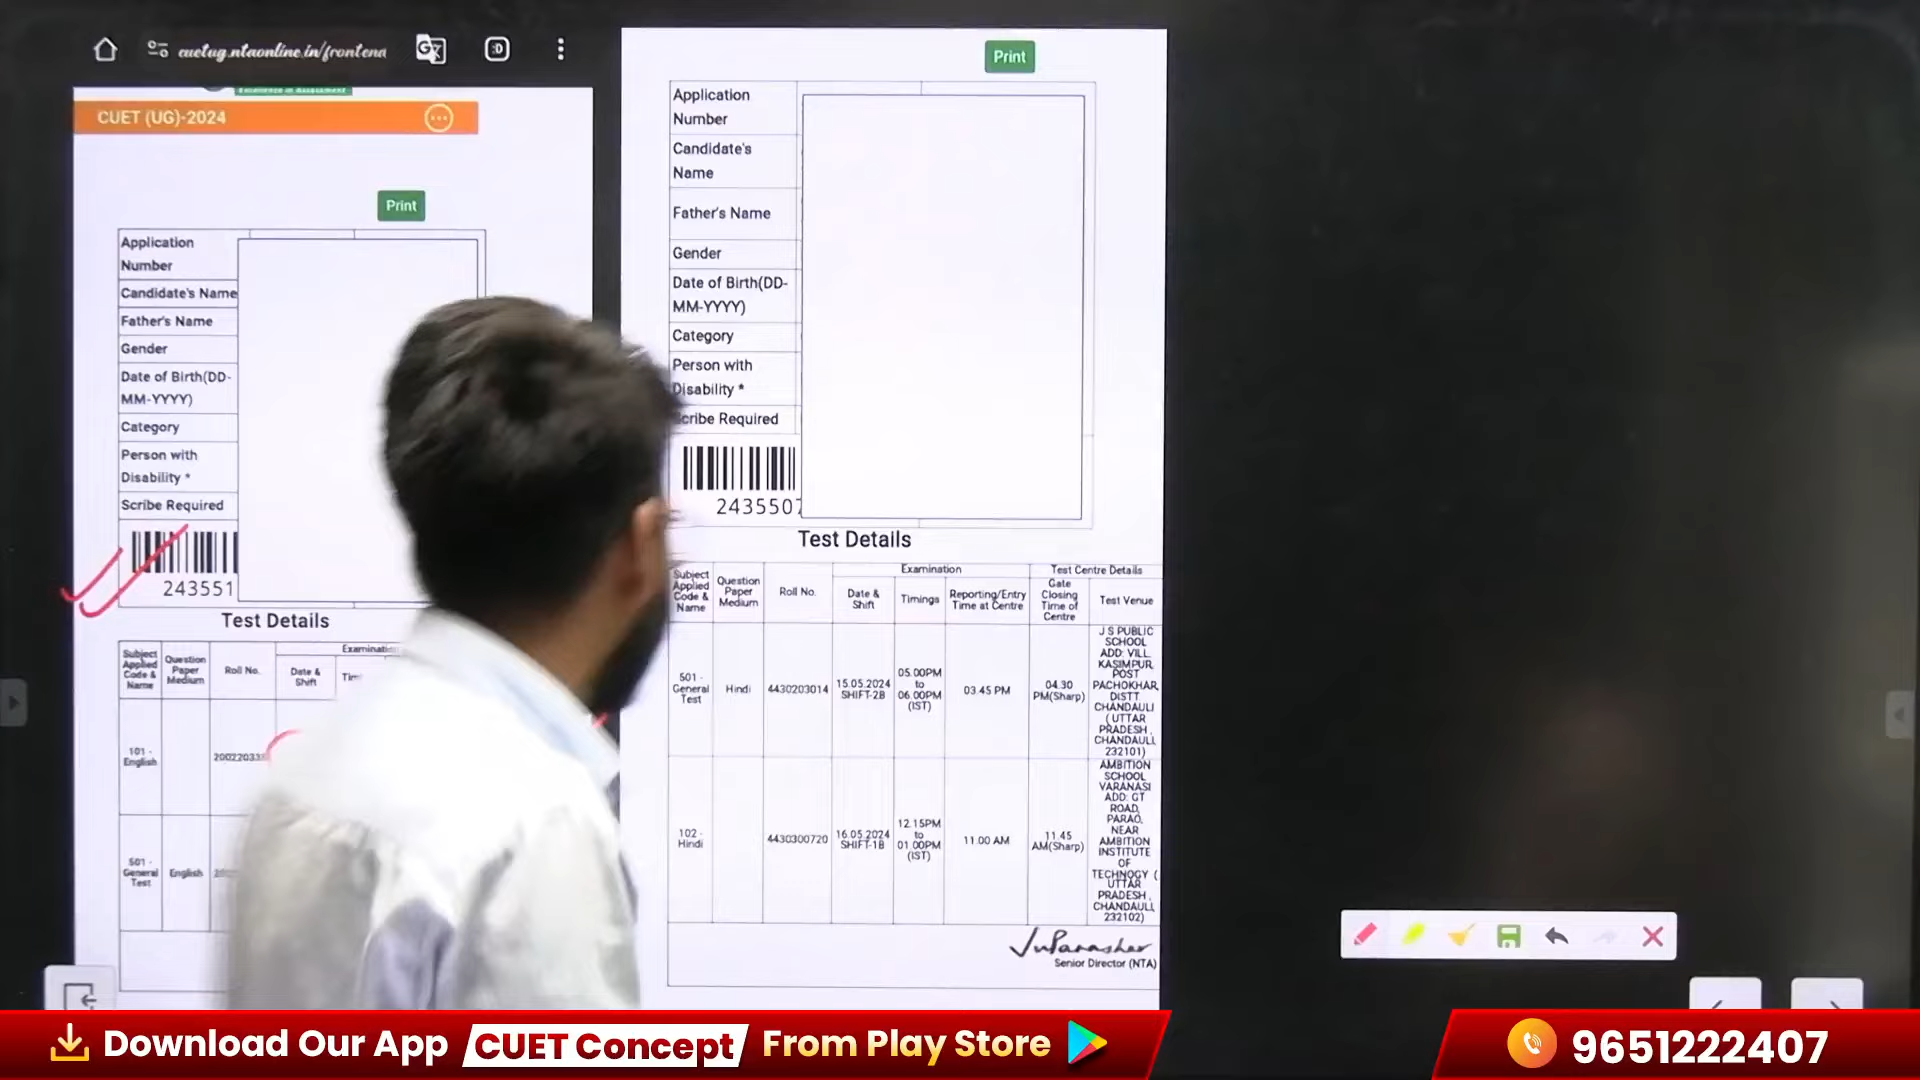 cuetug.ntaonline.in/frontena
CUET (UG)-2024
Print
Application
Number
Candidate's Name
Father's Name
Gender
Date of Birth(DD-
MM-YYYY)
Category
Person with
Disability *
Scribe Required
243551
Test Details
Subject
Applied
Code &
Name
Question
Paper
Medium
Roll No.
Date &
Shift
101 -
English
501 -
General
Test
English
Print
Application
Number
Candidate's
Name
Father's Name
Gender
Date of Birth(DD-
MM-YYYY)
Category
Person with
Disability *
Scribe Required
2435507
Test Details
Subject
Applied
Code &
Name
Question
Paper
Medium
Roll No.
Examination
Date &
Shift
Timings
Reporting/Entry
Time at Centre
Test Centre Details
Gate
Closing
Time of
Centre
Test Venue
501 -
General
Test
Hindi
4430203014
15.05.2024
SHIFT-2B
05.00PM
to
06.00PM
(IST)
03.45 PM
04.30
PM(Sharp)
J S PUBLIC
SCHOOL
ADD: VILL.
KASIMPUR,
POST
PACHOKHAR,
DISTT.
CHANDAULI
( UTTAR
PRADESH ,
CHANDAULI,
232101)
102 -
Hindi
4430300720
16.05.2024
SHIFT-1B
12.15PM
to
01.00PM
(IST)
11.00 AM
11.45
AM(Sharp)
AMBITION
SCHOOL
VARANASI
ADD: GT
ROAD,
PARAO,
NEAR
AMBITION
INSTITUTE
OF
TECHNOGY (
UTTAR
PRADESH ,
CHANDAULI,
232102)
Senior Director (NTA)
Download Our App CUET Concept From Play Store
9651222407